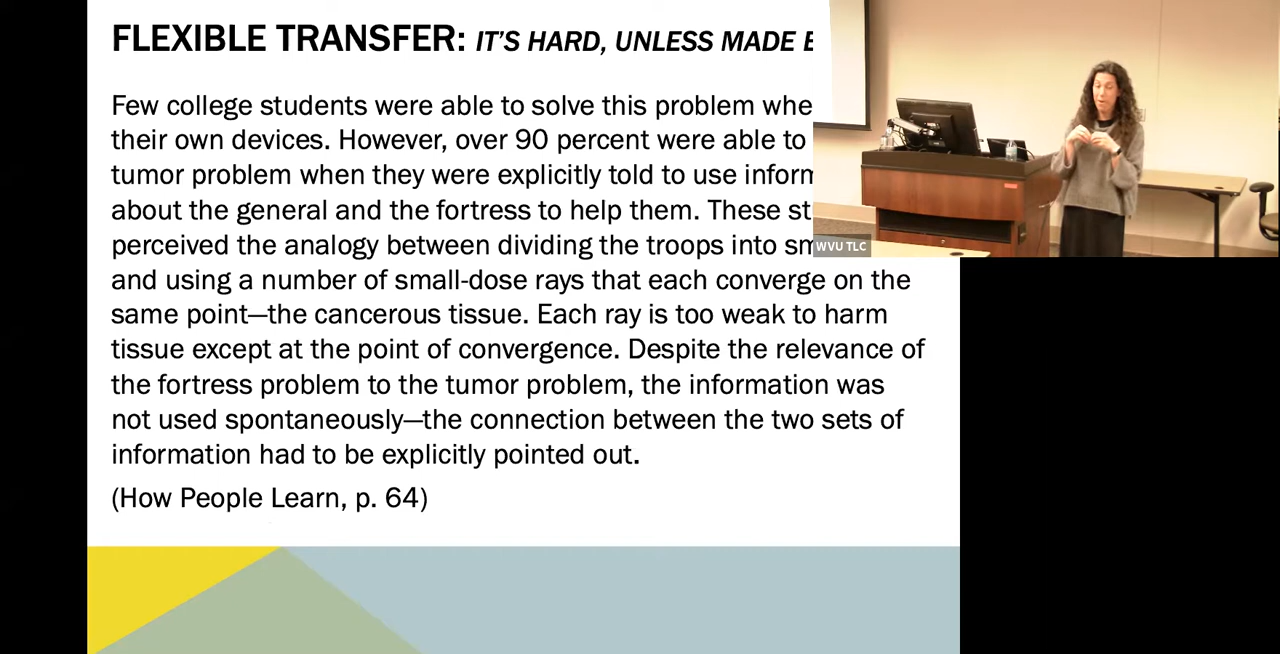 FLEXIBLE TRANSFER: IT'S HARD, UNLESS MADE
Few college students were able to solve this problem
their own devices. However, over 90 percent were able to
tumor problem when they were explicitly told to use
about the general and the fortress to help them. These
perceived the analogy between dividing the troops into
and using a number of small-dose rays that each converge on the
same point—the cancerous tissue. Each ray is too weak to harm
tissue except at the point of convergence. Despite the relevance of
the fortress problem to the tumor problem, the information was
not used spontaneously—the connection between the two sets of
information had to be explicitly pointed out.
(How People Learn, p. 64)
WVU TLC